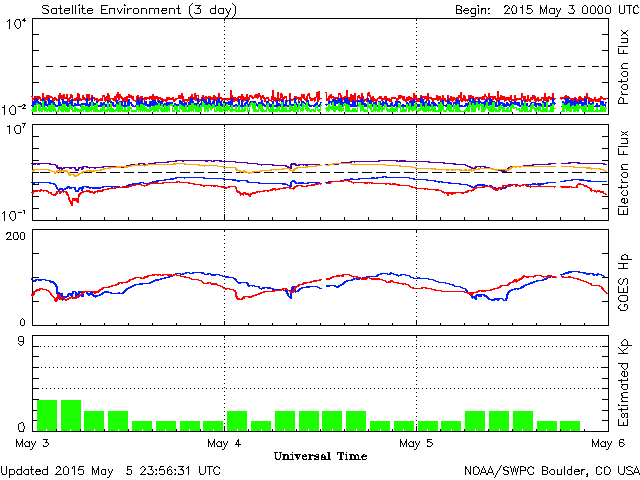 Satellite Environment (3 day) Begin: 2015 May 3 0000 UTC
10⁴
10⁻²
Proton Flux
10⁷
10⁻¹
Electron Flux
200
0
GOES Hp
9
0
Estimated Kp
May 3 May 4 May 5 May 6
Universal Time
Updated 2015 May 5 23:56:31 UTC NOAA/SWPC Boulder, CO USA